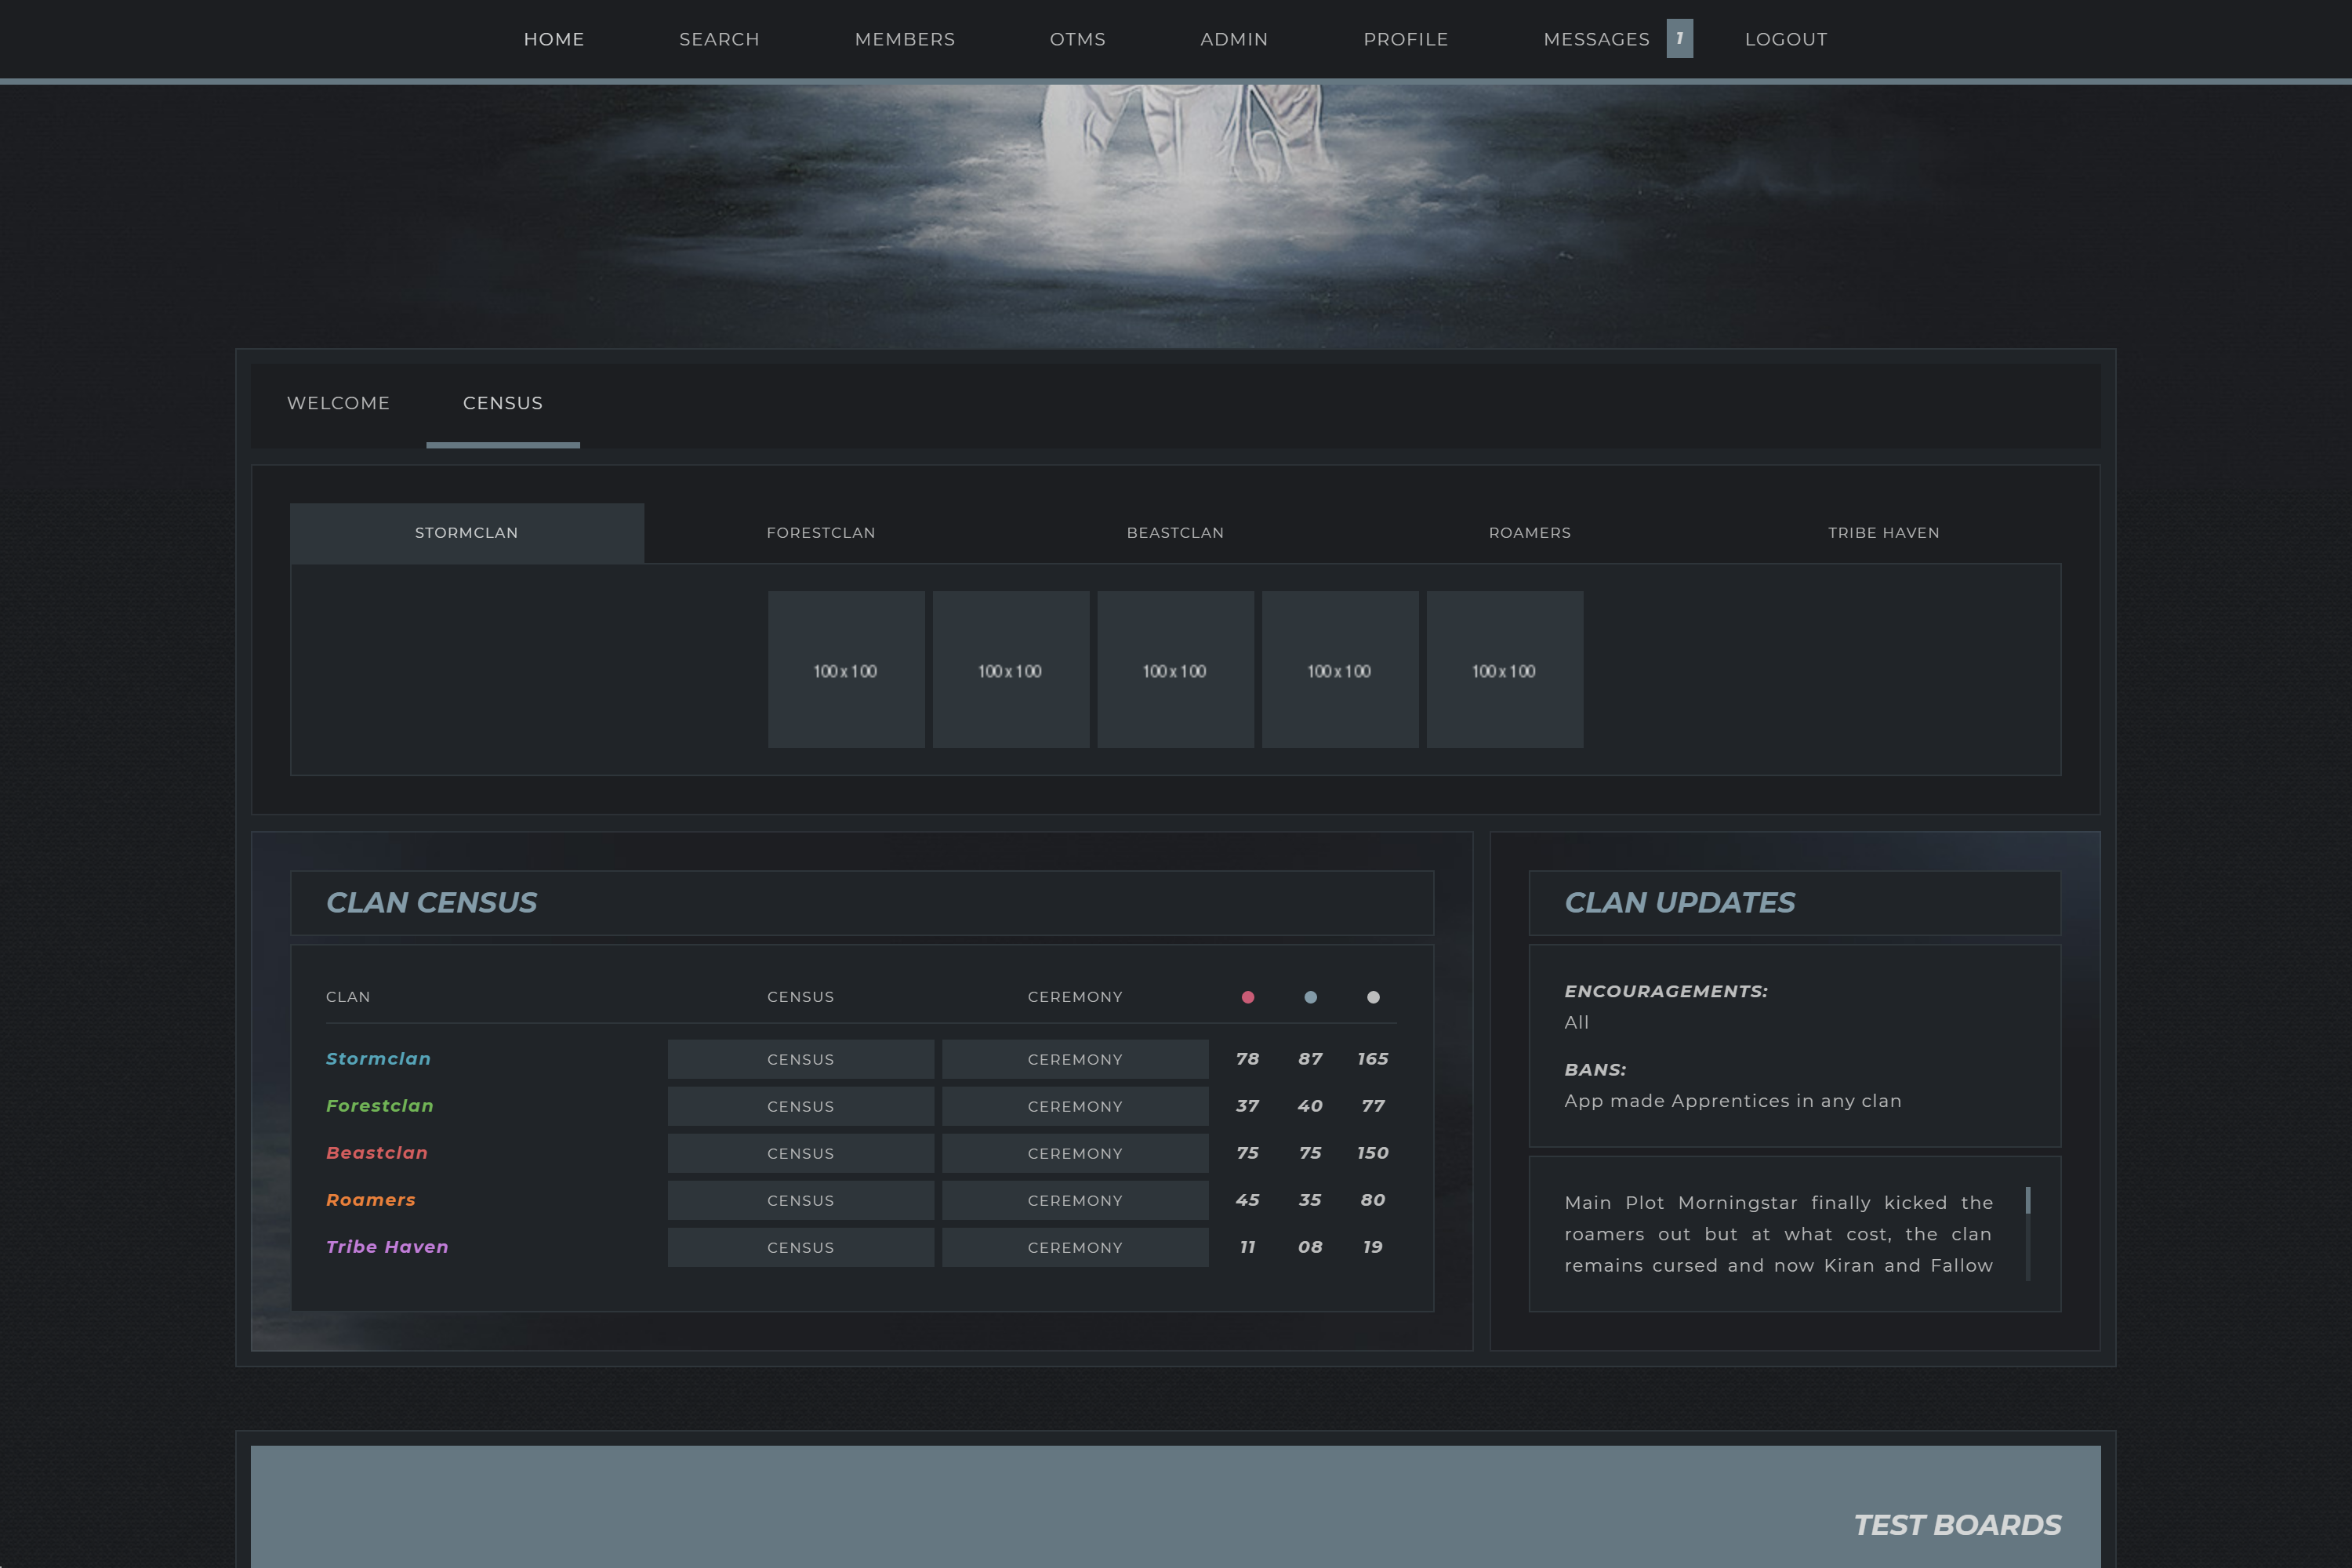 HOME SEARCH MEMBERS OTMS ADMIN PROFILE MESSAGES 1 LOGOUT
WELCOME CENSUS
STORMCLAN FORESTCLAN BEASTCLAN ROAMERS TRIBE HAVEN
100 x 100 100 x 100 100 x 100 100 x 100 100 x 100
CLAN CENSUS
CLAN CENSUS CEREMONY
Stormclan CENSUS CEREMONY 78 87 165
Forestclan CENSUS CEREMONY 37 40 77
Beastclan CENSUS CEREMONY 75 75 150
Roamers CENSUS CEREMONY 45 35 80
Tribe Haven CENSUS CEREMONY 11 08 19
CLAN UPDATES
ENCOURAGEMENTS:
All
BANS:
App made Apprentices in any clan
Main Plot Morningstar finally kicked the
roamers out but at what cost, the clan
remains cursed and now Kiran and Fallow
TEST BOARDS